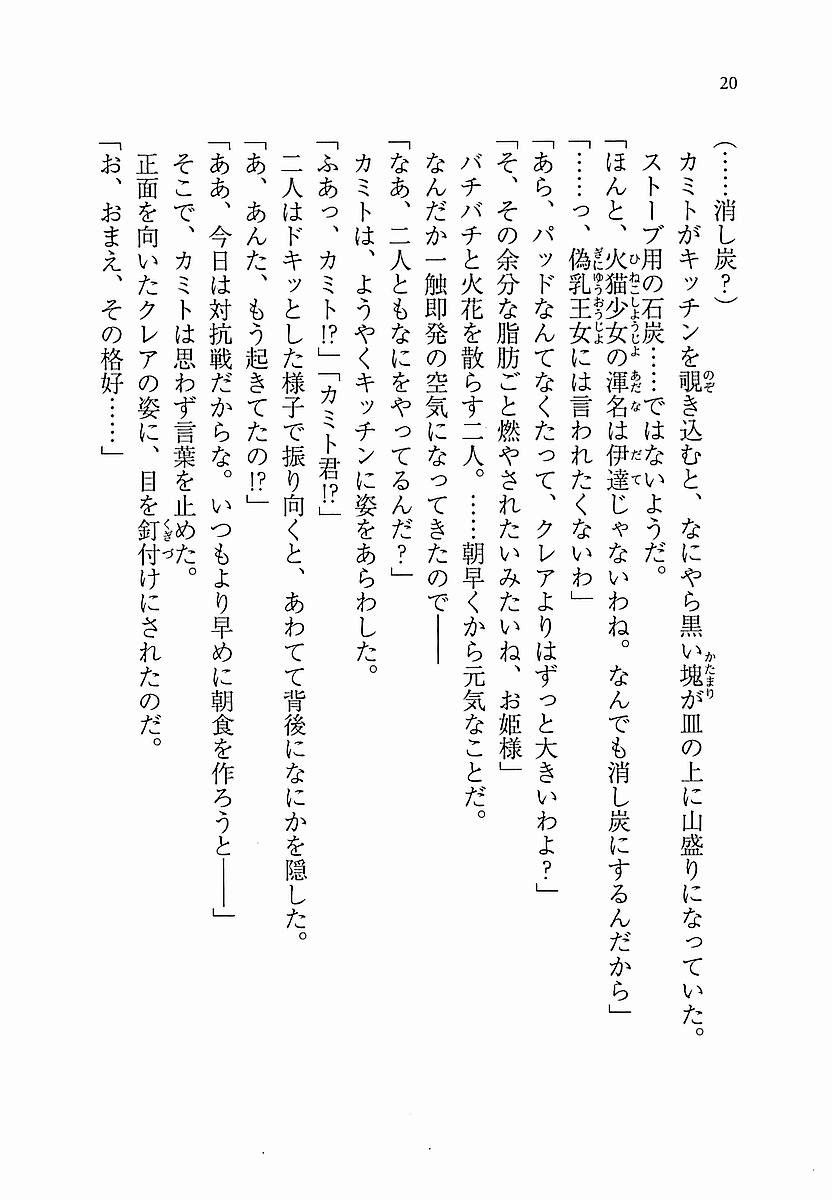 20
(……消し炭?)
カミトがキッチンを覗き込むと、なにやら黒い塊が皿の上に山盛りになっていた。
ストーブ用の石炭……ではないようだ。
「ほんと、火猫少女の渾名は伊達じゃないわね。なんでも消し炭にするんだから」
「……っ、偽乳王女には言われたくないわ」
「あら、パッドなんてなくたって、クレアよりはずっと大きいわよ?」
「そ、その余分な脂肪ごと燃やされたいみたいね、お姫様」
バチバチと火花を散らす二人。……朝早くから元気なことだ。
なんだか一触即発の空気になってきたので――
「なあ、二人ともなにをやってるんだ?」
カミトは、ようやくキッチンに姿をあらわした。
「ふあっ、カミト!?」「カミト君!?」
二人はドキッとした様子で振り向くと、あわてて背後になにかを隠した。
「あ、あんた、もう起きてたの!?」
「ああ、今日は対抗戦だからな。いつもより早めに朝食を作ろうと――」
そこで、カミトは思わず言葉を止めた。
正面を向いたクレアの姿に、目を釘付けにされたのだ。
「お、おまえ、その格好……」